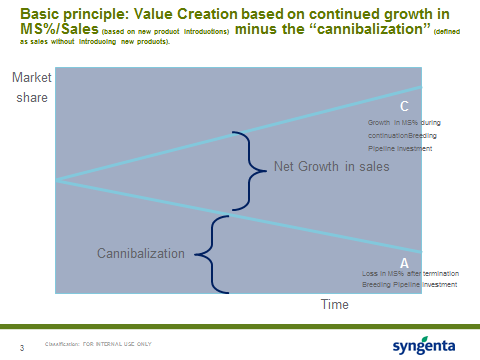 Basic principle: Value Creation based on continued growth in
MS%/Sales (based on new product introductions) minus the “cannibalization” (defined
as sales without introducing new products).
Market
share
C
Growth in MS% during
continuationBreeding
Pipeline Investment
Net Growth in sales
Cannibalization
A
Loss in MS% after termination
Breeding Pipeline Investment
Time
3
Classification: FOR INTERNAL USE ONLY
syngenta